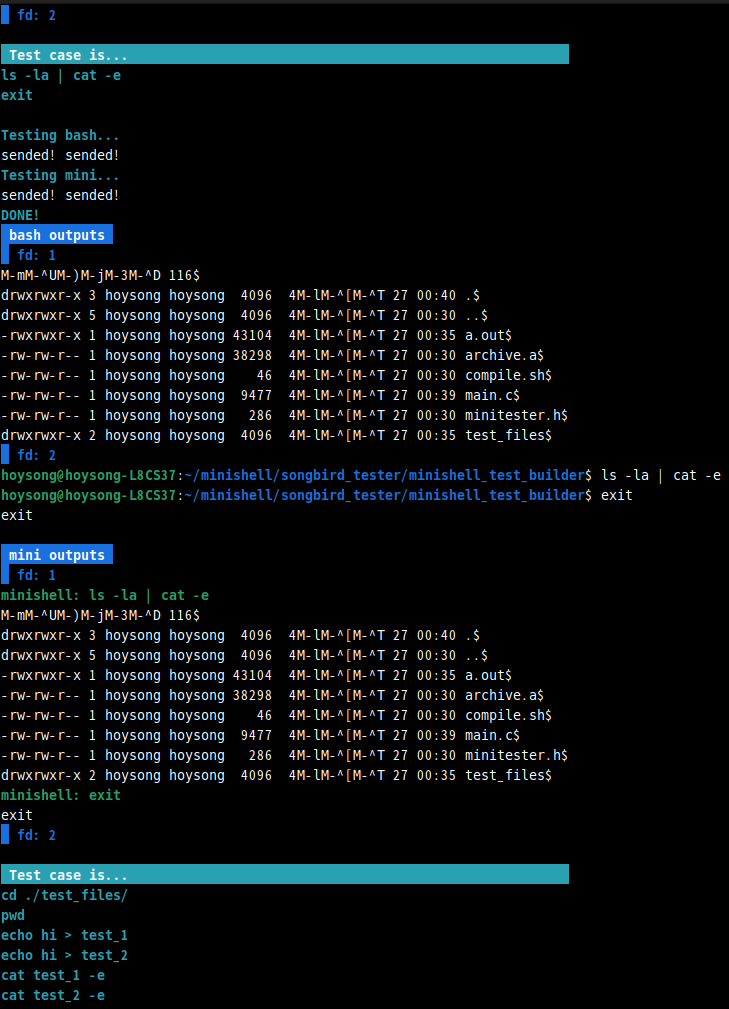 fd: 2
Test case is...
ls -la | cat -e
exit
Testing bash...
sended! sended!
Testing mini...
sended! sended!
DONE!
bash outputs
fd: 1
M-mM-^UM-)M-jM-3M-^D 116$
drwxrwxr-x 3 hoysong hoysong  4096  4M-lM-^[M-^T 27 00:40 .$
drwxrwxr-x 5 hoysong hoysong  4096  4M-lM-^[M-^T 27 00:30 ..$
-rwxrwxr-x 1 hoysong hoysong 43104  4M-lM-^[M-^T 27 00:35 a.out$
-rw-rw-r-- 1 hoysong hoysong 38298  4M-lM-^[M-^T 27 00:30 archive.a$
-rw-rw-r-- 1 hoysong hoysong    46  4M-lM-^[M-^T 27 00:30 compile.sh$
-rw-rw-r-- 1 hoysong hoysong  9477  4M-lM-^[M-^T 27 00:39 main.c$
-rw-rw-r-- 1 hoysong hoysong   286  4M-lM-^[M-^T 27 00:30 minitester.h$
drwxrwxr-x 2 hoysong hoysong  4096  4M-lM-^[M-^T 27 00:35 test_files$
fd: 2
hoysong@hoysong-L8CS37:~/minishell/songbird_tester/minishell_test_builder$ ls -la | cat -e
hoysong@hoysong-L8CS37:~/minishell/songbird_tester/minishell_test_builder$ exit
exit
mini outputs
fd: 1
minishell: ls -la | cat -e
M-mM-^UM-)M-jM-3M-^D 116$
drwxrwxr-x 3 hoysong hoysong  4096  4M-lM-^[M-^T 27 00:40 .$
drwxrwxr-x 5 hoysong hoysong  4096  4M-lM-^[M-^T 27 00:30 ..$
-rwxrwxr-x 1 hoysong hoysong 43104  4M-lM-^[M-^T 27 00:35 a.out$
-rw-rw-r-- 1 hoysong hoysong 38298  4M-lM-^[M-^T 27 00:30 archive.a$
-rw-rw-r-- 1 hoysong hoysong    46  4M-lM-^[M-^T 27 00:30 compile.sh$
-rw-rw-r-- 1 hoysong hoysong  9477  4M-lM-^[M-^T 27 00:39 main.c$
-rw-rw-r-- 1 hoysong hoysong   286  4M-lM-^[M-^T 27 00:30 minitester.h$
drwxrwxr-x 2 hoysong hoysong  4096  4M-lM-^[M-^T 27 00:35 test_files$
minishell: exit
exit
fd: 2
Test case is...
cd ./test_files/
pwd
echo hi > test_1
echo hi > test_2
cat test_1 -e
cat test_2 -e